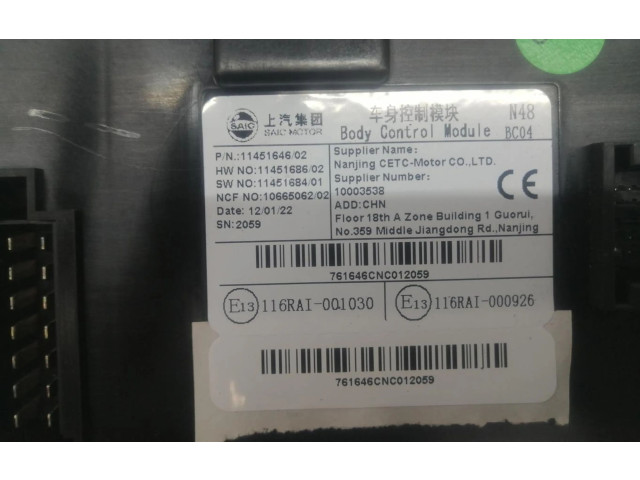 SAIC 上汽集团
SAIC MOTOR
车身控制模块 N48
Body Control Module BC04
P/N.:11451646/02
HW NO:11451686/02
SW NO:11451684/01
NCF NO:10665062/02
Date: 12/01/22
SN: 2059
Supplier Name:
Nanjing CETC-Motor CO.,LTD.
Supplier Number:
10003538
ADD:CHN
Floor 18th A Zone Building 1 Guorui,
No.359 Middle Jiangdong Rd.,Nanjing
CE
761646CNC012059
E13 116RAI-001030
E13 116RAI-000926
761646CNC012059